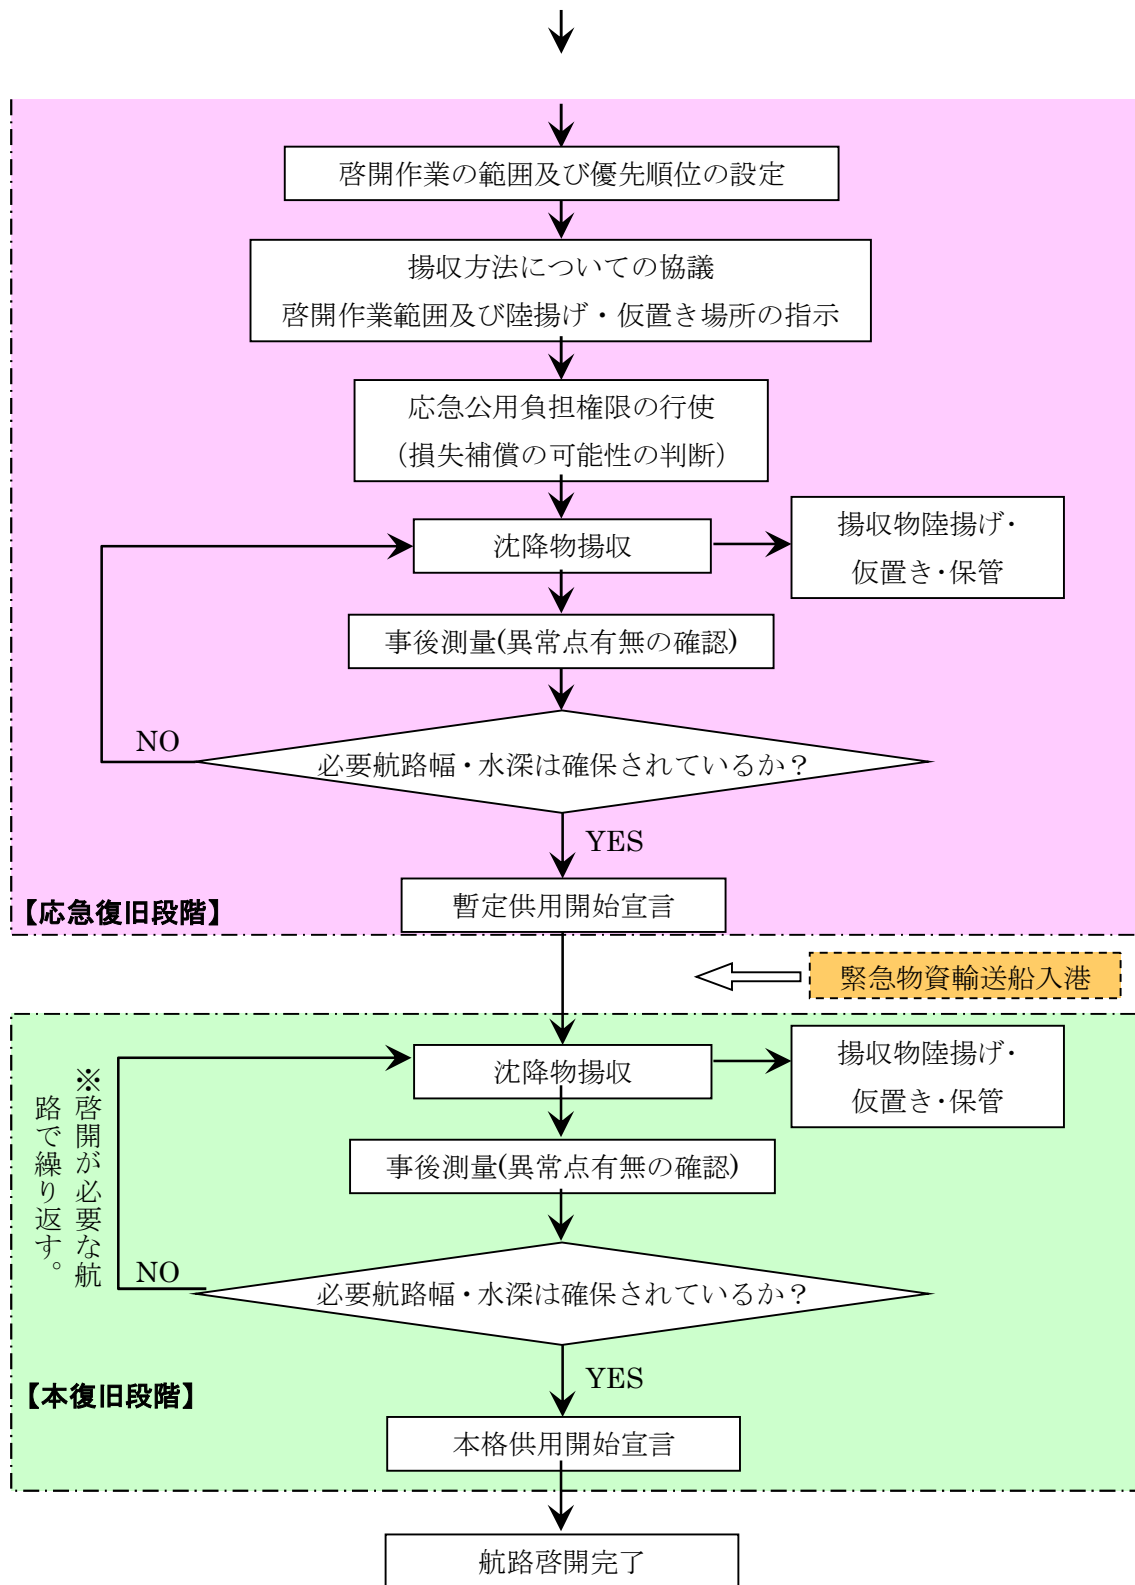 啓開作業の範囲及び優先順位の設定
揚収方法についての協議
啓開作業範囲及び陸揚げ・仮置き場所の指示
応急公用負担権限の行使
（損失補償の可能性の判断）
沈降物揚収
揚収物陸揚げ・
仮置き・保管
事後測量(異常点有無の確認)
必要航路幅・水深は確保されているか？
NO
YES
暫定供用開始宣言
【応急復旧段階】
緊急物資輸送船入港
沈降物揚収
揚収物陸揚げ・
仮置き・保管
※啓開が必要な航
路で繰り返す。
事後測量(異常点有無の確認)
必要航路幅・水深は確保されているか？
NO
YES
【本復旧段階】
本格供用開始宣言
航路啓開完了